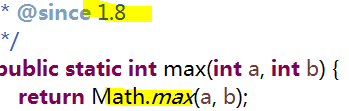 * @since 1.8
*/
public static int max(int a, int b) {
return Math.max(a, b);